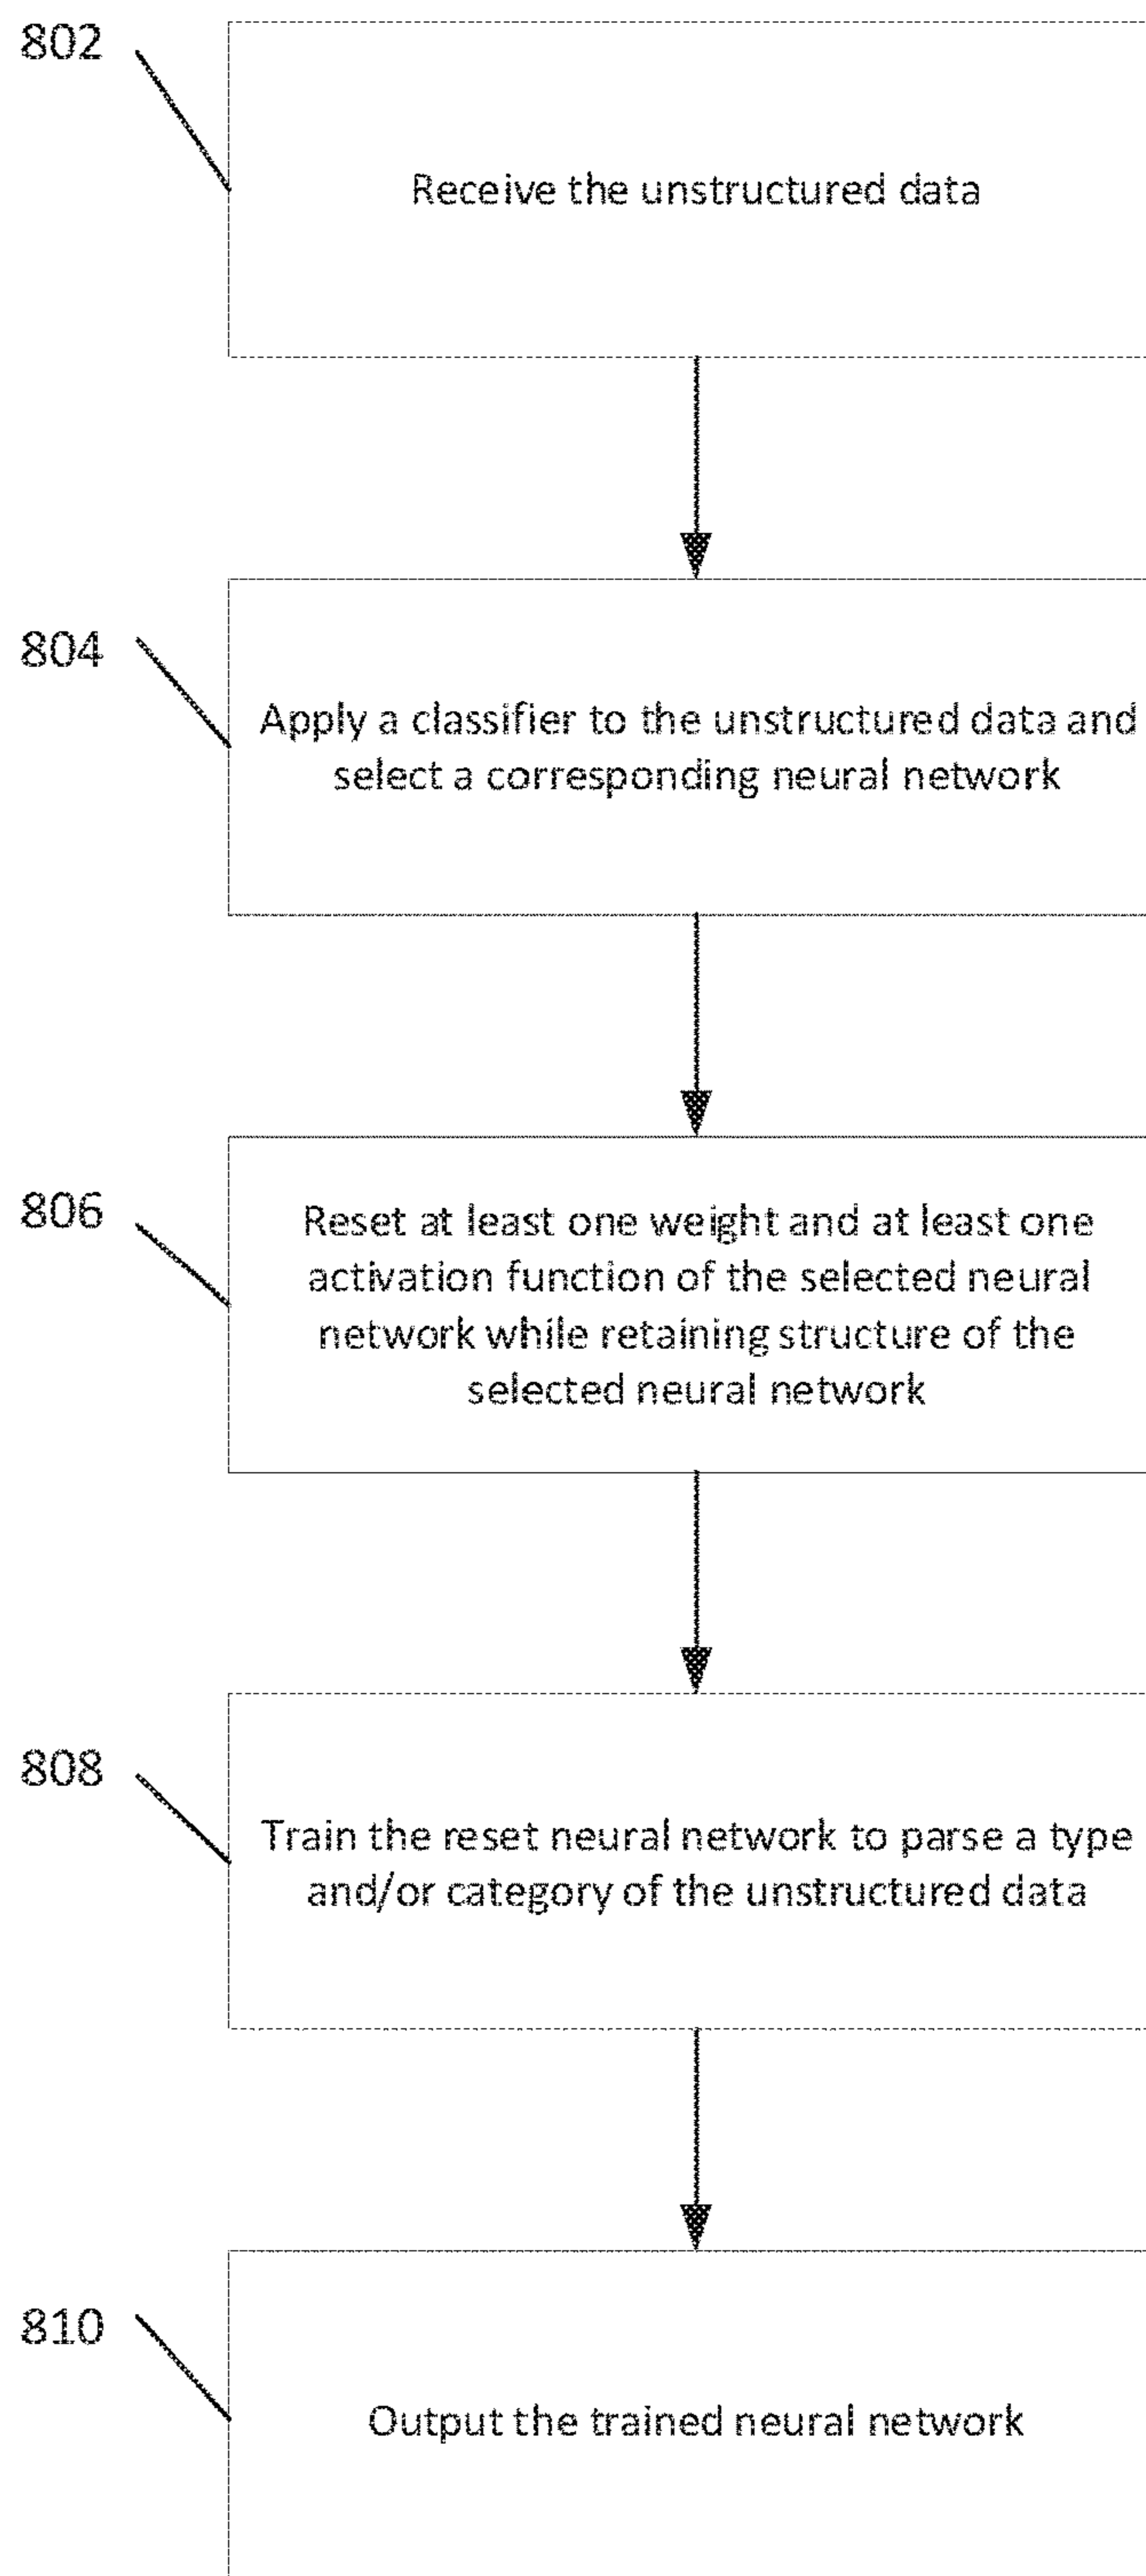 802
Receive the unstructured data
804
Apply a classifier to the unstructured data and
select a corresponding neural network
806
Reset at least one weight and at least one
activation function of the selected neural
network while retaining structure of the
selected neural network
808
Train the reset neural network to parse a type
and/or category of the unstructured data
810
Output the trained neural network